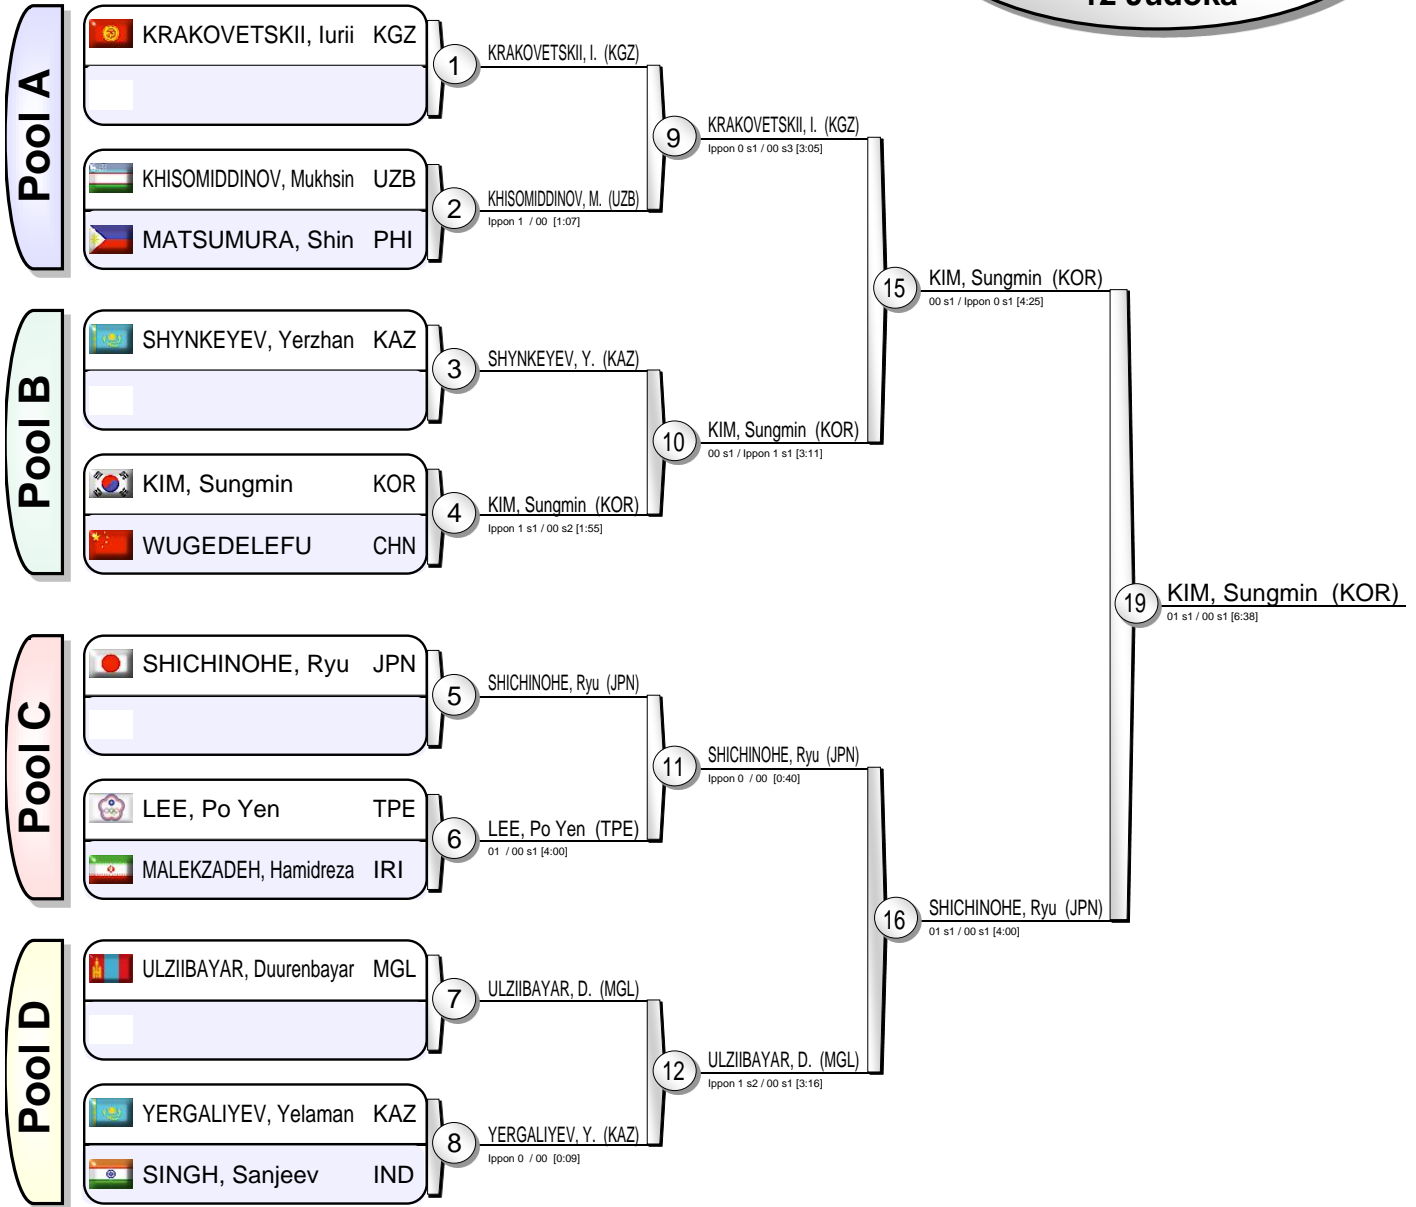 12 Judoka
Pool A
KRAKOVETSKII, Iurii KGZ
KHISOMIDDINOV, Mukhsin UZB
MATSUMURA, Shin PHI
Pool B
SHYNKEYEV, Yerzhan KAZ
KIM, Sungmin KOR
WUGEDELEFU CHN
Pool C
SHICHINOHE, Ryu JPN
LEE, Po Yen TPE
MALEKZADEH, Hamidreza IRI
Pool D
ULZIIBAYAR, Duurenbayar MGL
YERGALIYEV, Yelaman KAZ
SINGH, Sanjeev IND
1
KRAKOVETSKII, I. (KGZ)
2
KHISOMIDDINOV, M. (UZB)
Ippon 1 / 00 [1:07]
3
SHYNKEYEV, Y. (KAZ)
4
KIM, Sungmin (KOR)
Ippon 1 s1 / 00 s2 [1:55]
5
SHICHINOHE, Ryu (JPN)
6
LEE, Po Yen (TPE)
01 / 00 s1 [4:00]
7
ULZIIBAYAR, D. (MGL)
8
YERGALIYEV, Y. (KAZ)
Ippon 0 / 00 [0:09]
9
KRAKOVETSKII, I. (KGZ)
Ippon 0 s1 / 00 s3 [3:05]
10
KIM, Sungmin (KOR)
00 s1 / Ippon 1 s1 [3:11]
11
SHICHINOHE, Ryu (JPN)
Ippon 0 / 00 [0:40]
12
ULZIIBAYAR, D. (MGL)
Ippon 1 s2 / 00 s1 [3:16]
15
KIM, Sungmin (KOR)
00 s1 / Ippon 0 s1 [4:25]
16
SHICHINOHE, Ryu (JPN)
01 s1 / 00 s1 [4:00]
19
KIM, Sungmin (KOR)
01 s1 / 00 s1 [6:38]